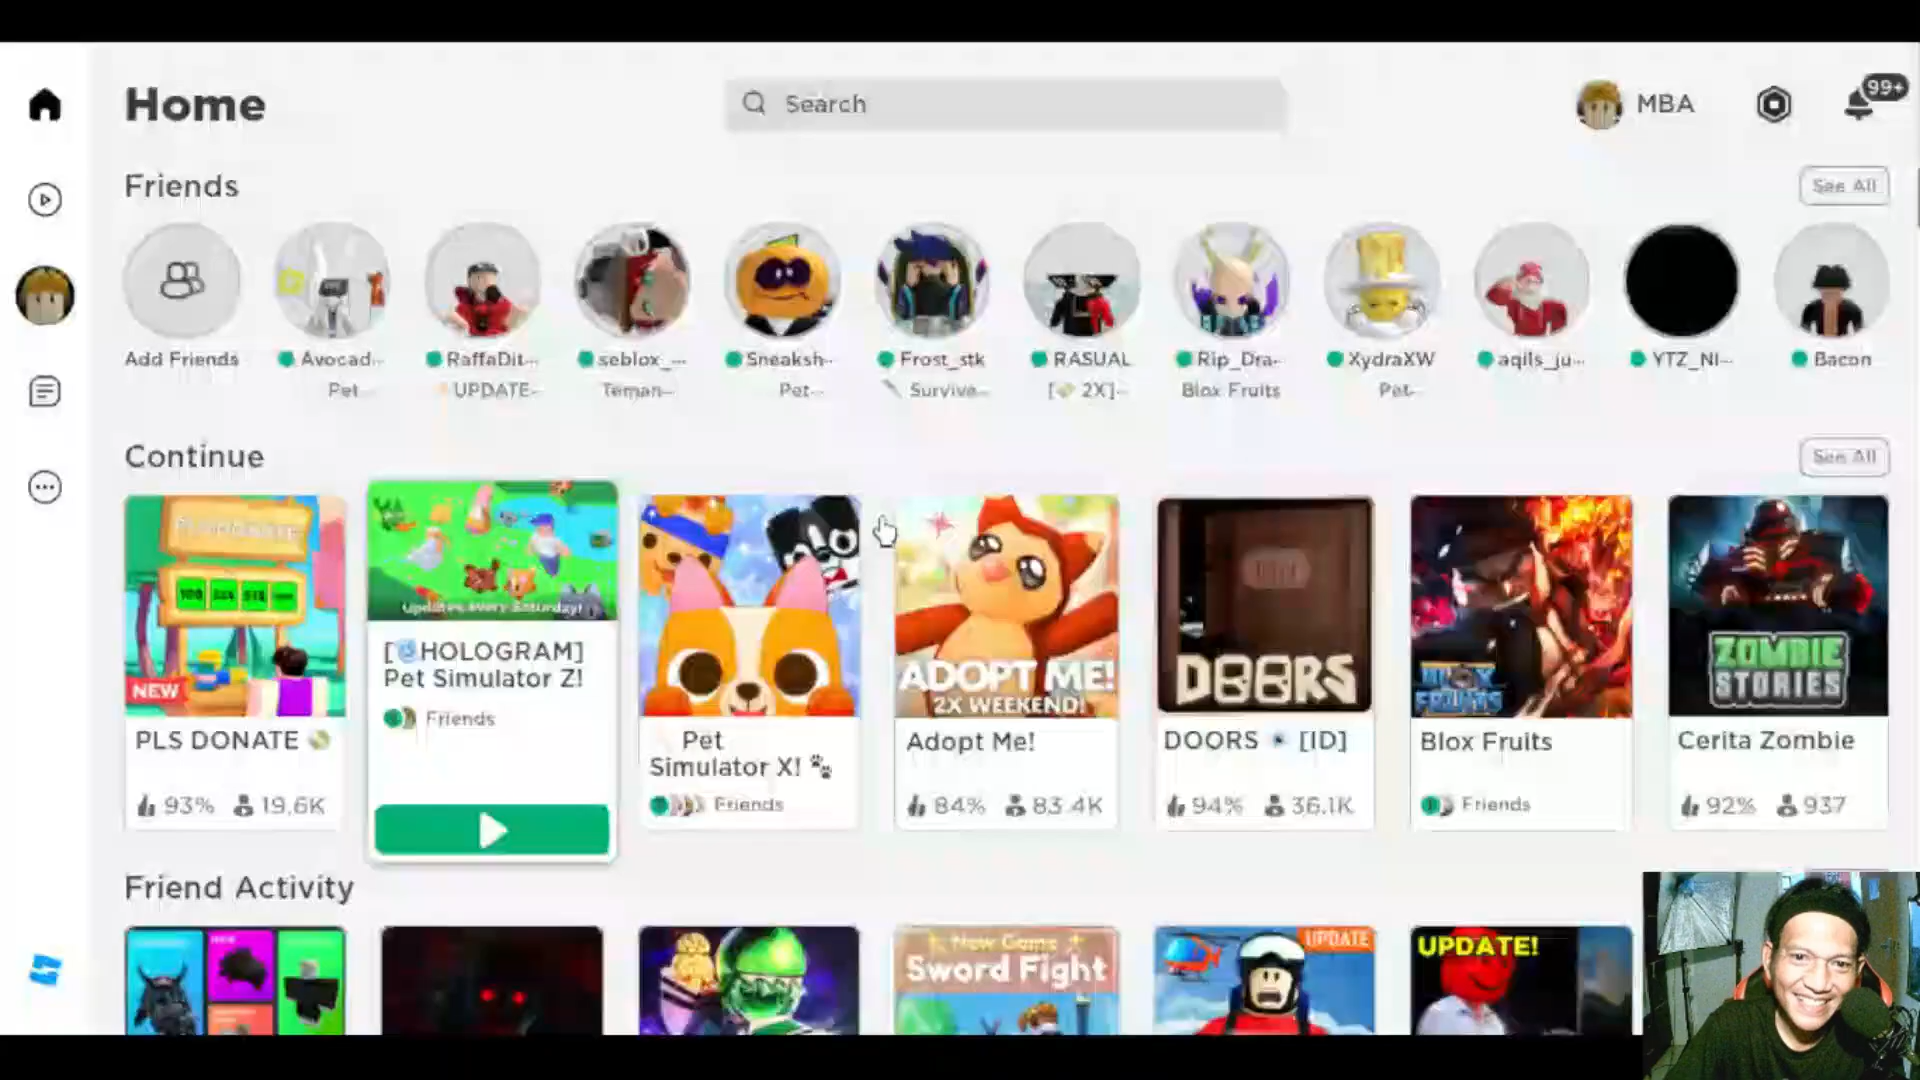 Home
Search
MBA
99+
Friends
See All
Add Friends
Avocad...
RaffaDit...
seblox_...
Sneaksh...
Frost_stk
RASUAL
Rip_Dra...
XydraXW
aqils_ju...
YTZ_NI...
Bacon
Pet...
UPDATE...
Teman...
Pet...
Survive...
2X]...
Blox Fruits
Pet...
Continue
See All
NEW
PLS DONATE
93% 19.6K
Updates every Saturday!
[HOLOGRAM]
Pet Simulator Z!
Friends
Pet
Simulator X!
Friends
ADOPT ME!
2X WEEKEND!
Adopt Me!
84% 83.4K
DOORS
DOORS [ID]
94% 36.1K
BLOX
FRUITS
Blox Fruits
Friends
ZOMBIE
STORIES
Cerita Zombie
92% 937
Friend Activity
New Game
Sword Fight
UPDATE
UPDATE!